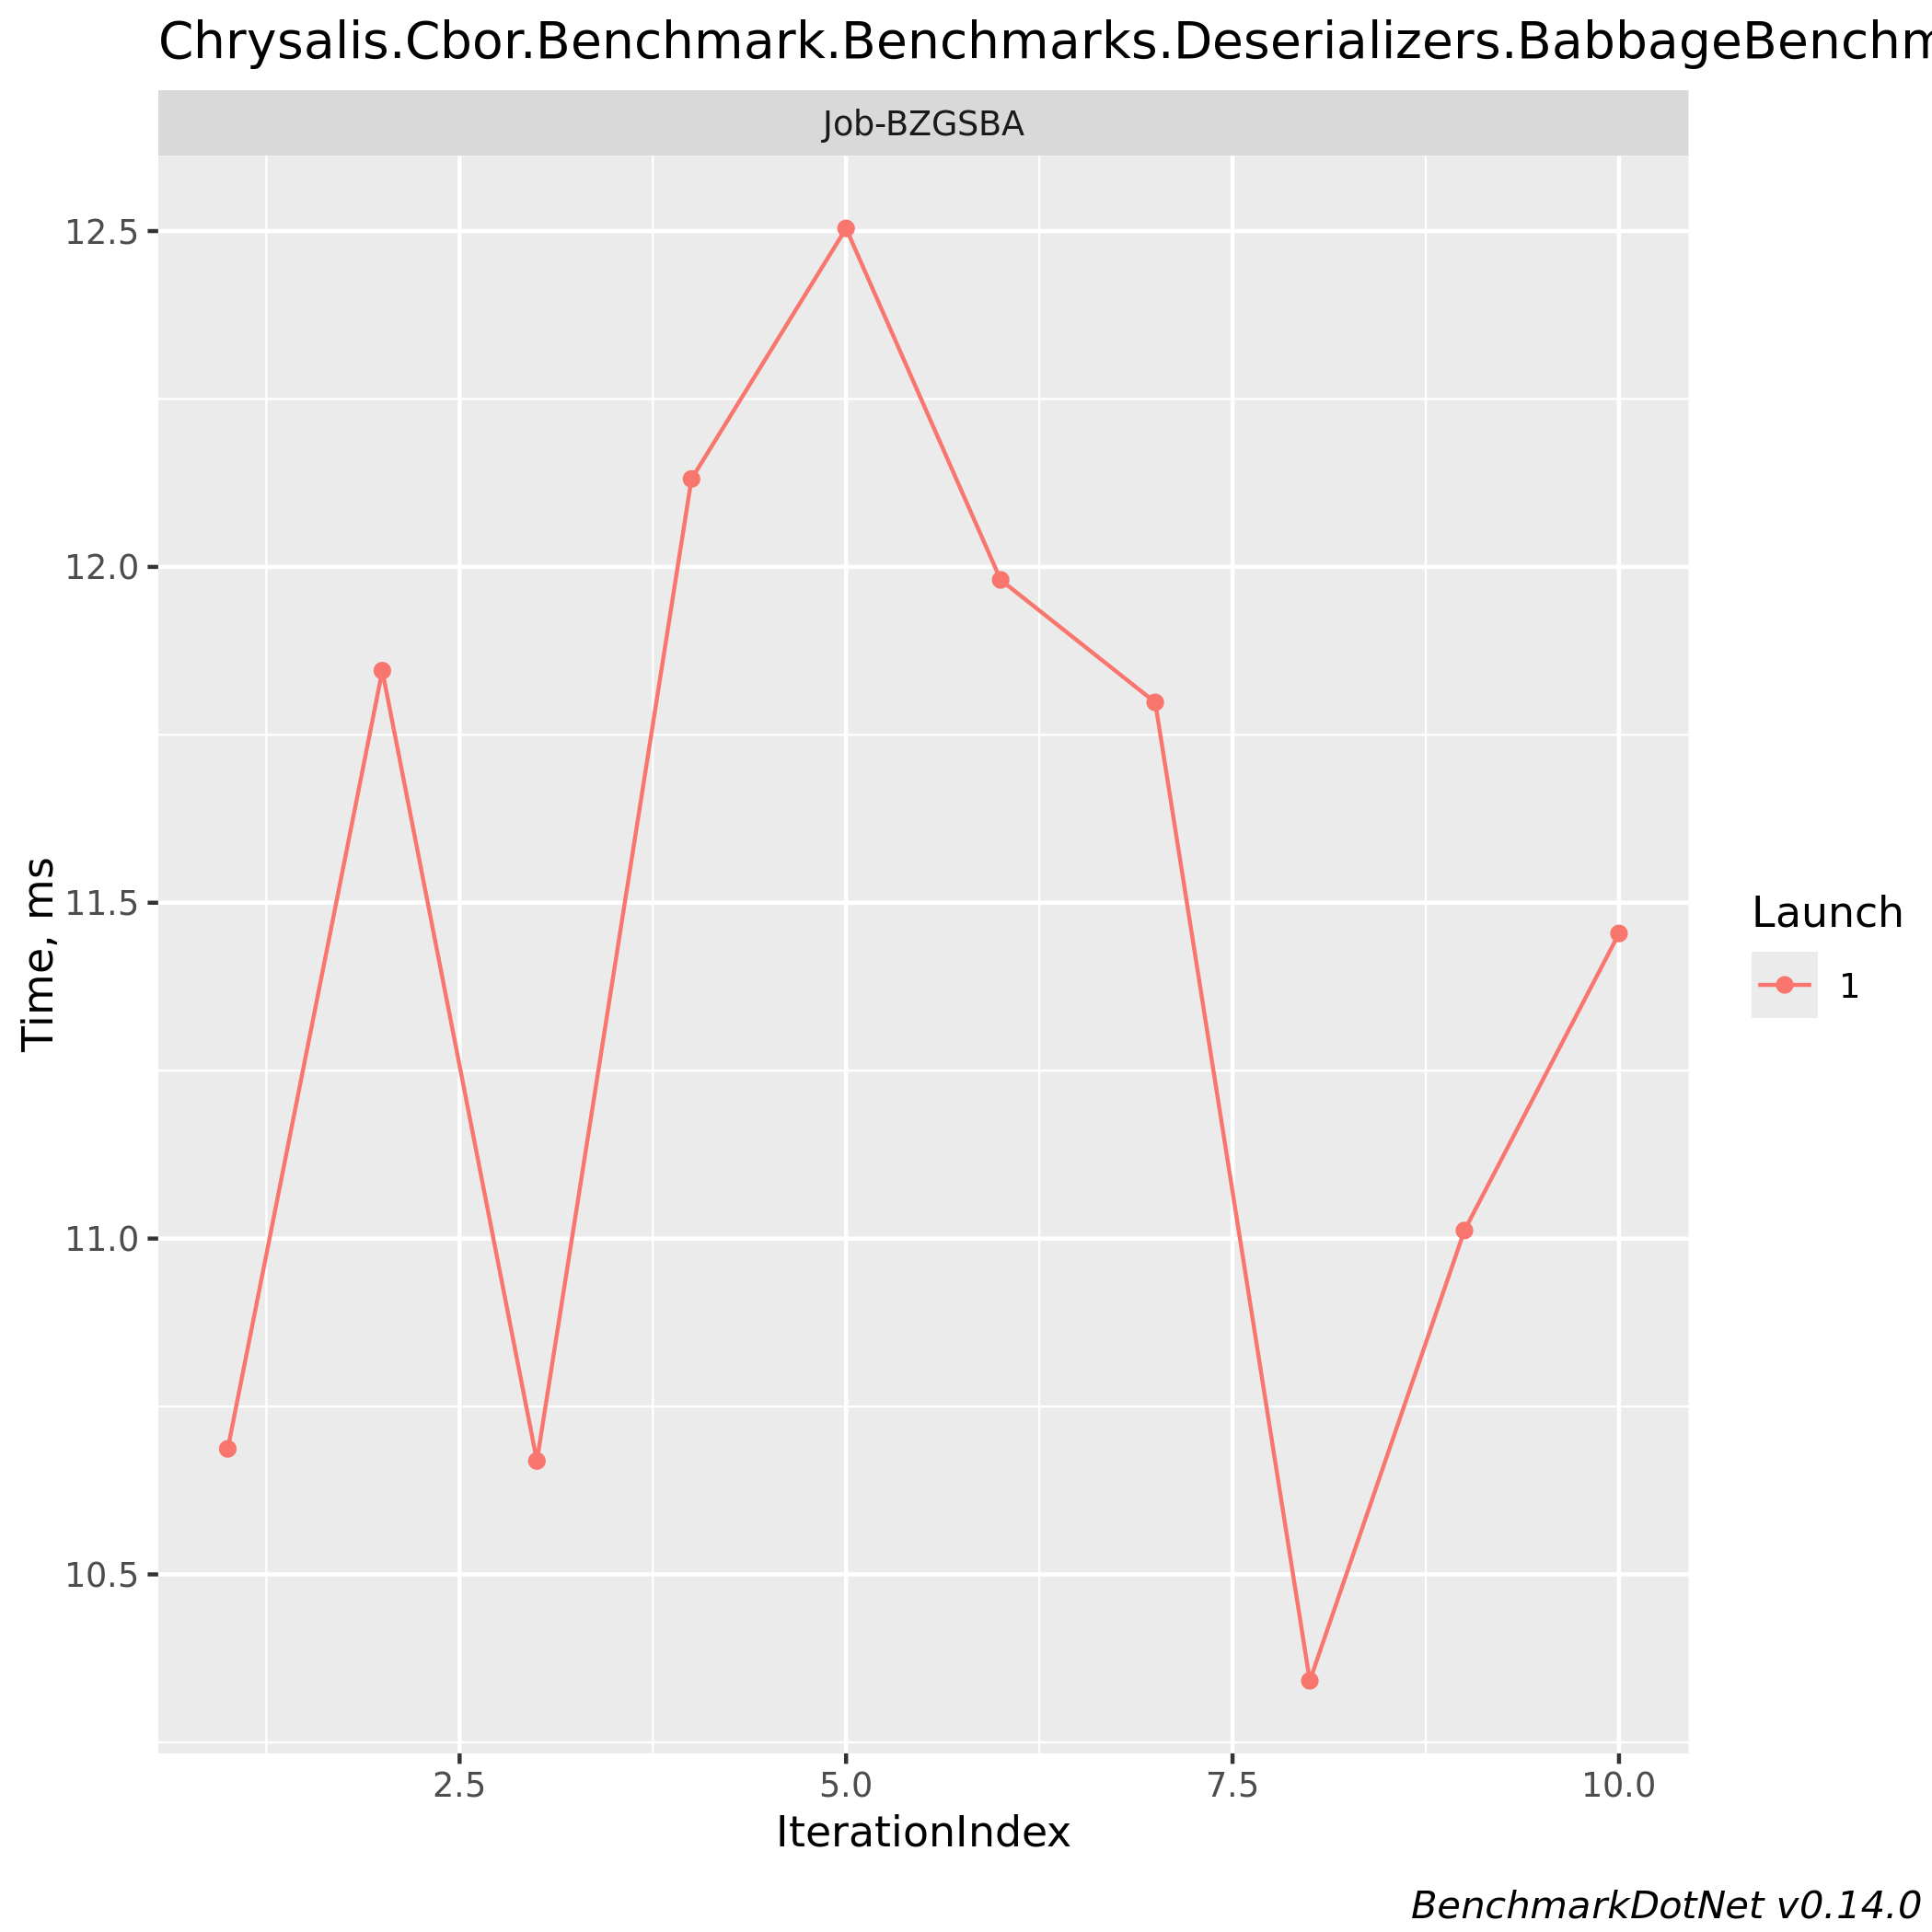 Chrysalis.Cbor.Benchmark.Benchmarks.Deserializers.BabbageBenchm
Job-BZGSBA
12.5
12.0
11.5
11.0
10.5
Time, ms
2.5 5.0 7.5 10.0
IterationIndex
Launch
1
BenchmarkDotNet v0.14.0